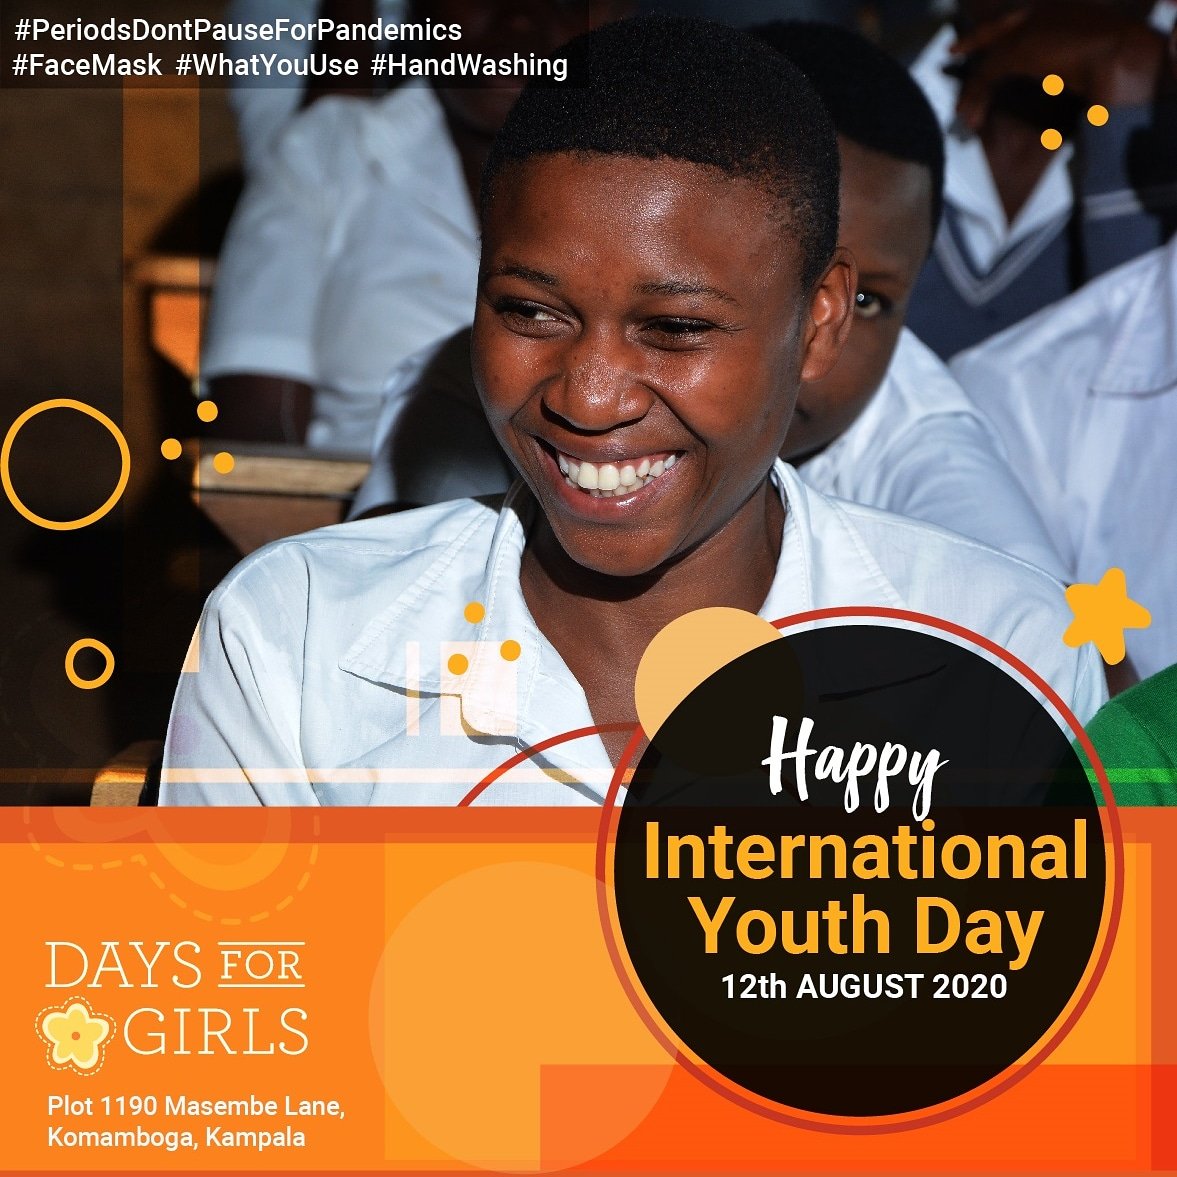 #PeriodsDontPauseForPandemics
#FaceMask #WhatYouUse #HandWashing
Happy
International
Youth Day
12th AUGUST 2020
DAYS FOR
GIRLS
Plot 1190 Masembe Lane,
Komamboga, Kampala